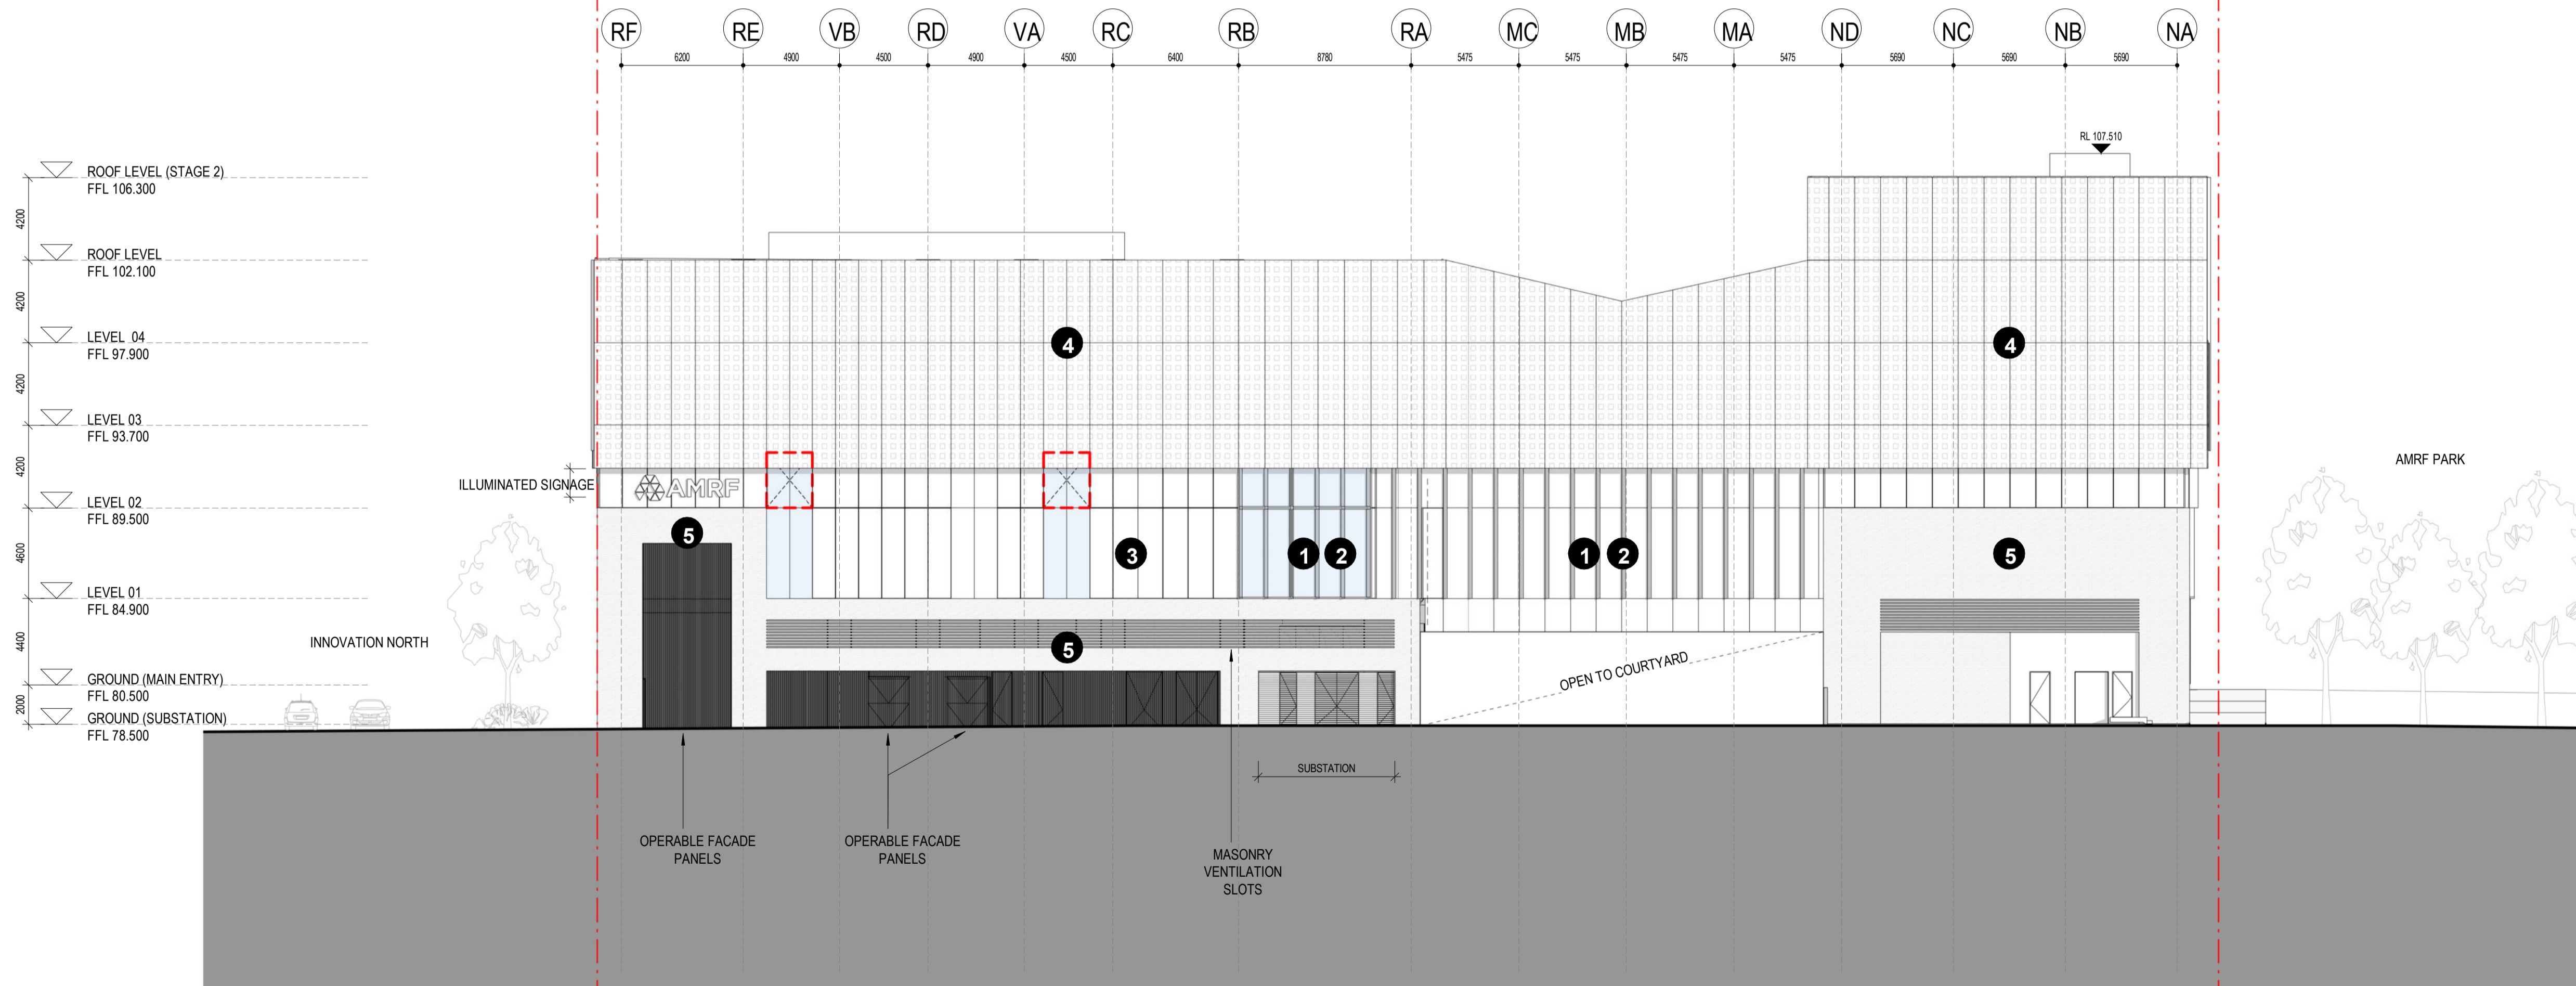 RF RE VB RD VA RC RB RA MC MB MA ND NC NB NA
6200 4900 4500 4900 4500 6400 8780 5475 5475 5475 5475 5690 5690 5690
RL 107.510
ROOF LEVEL (STAGE 2)
FFL 106.300
4200
ROOF LEVEL
FFL 102.100
4200
LEVEL 04
FFL 97.900
4 4
4200
LEVEL 03
FFL 93.700
4200
AMRF PARK
ILLUMINATED SIGNAGE
AMRF
LEVEL 02
FFL 89.500
5
4600
3 1 2 1 2 5
LEVEL 01
FFL 84.900
4400
INNOVATION NORTH
5
OPEN TO COURTYARD
GROUND (MAIN ENTRY)
FFL 80.500
2000
GROUND (SUBSTATION)
FFL 78.500
SUBSTATION
OPERABLE FACADE
PANELS
OPERABLE FACADE
PANELS
MASONRY
VENTILATION
SLOTS